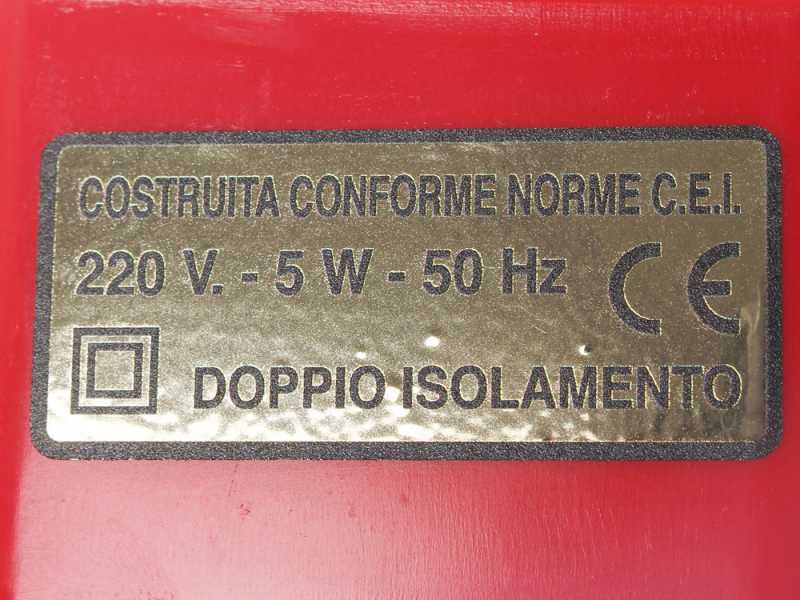 COSTRUITA CONFORME NORME C.E.I.
220 V. - 5 W - 50 Hz CE
DOPPIO ISOLAMENTO